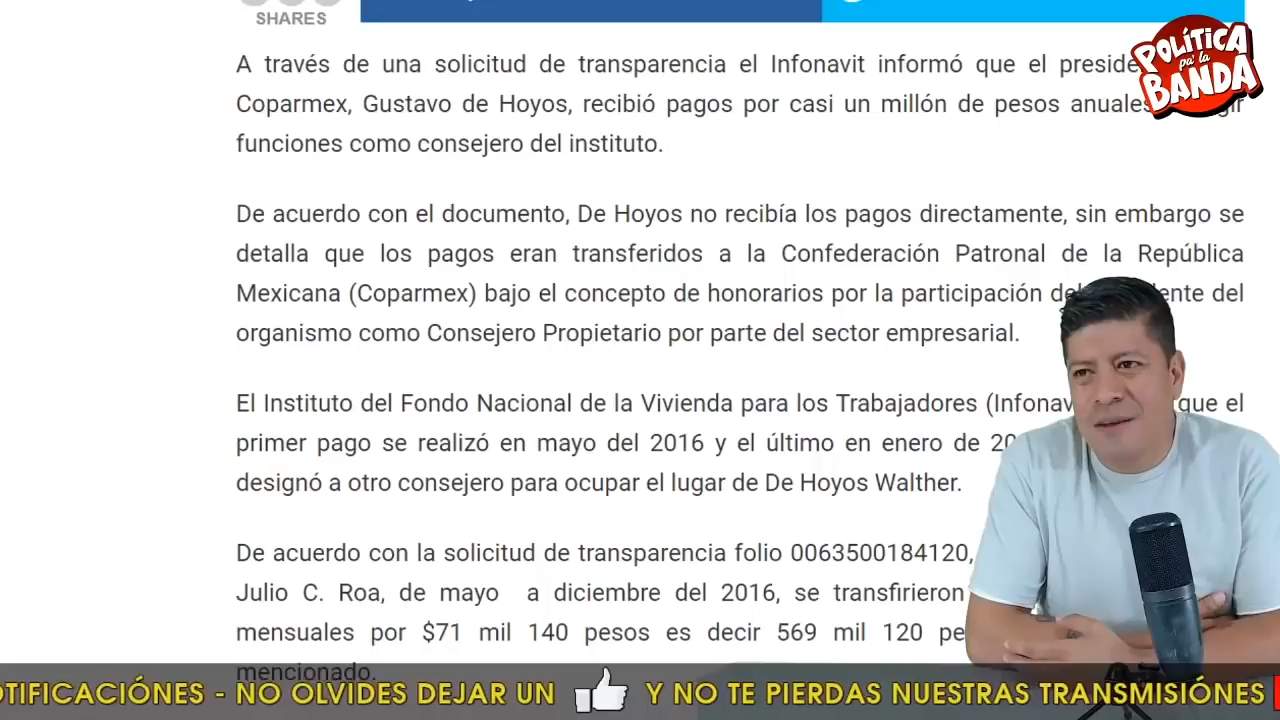 SHARES
POLÍTICA
pa' la
BANDA
A través de una solicitud de transparencia el Infonavit informó que el
Coparmex, Gustavo de Hoyos, recibió pagos por casi un millón de pesos anuales
funciones como consejero del instituto.
De acuerdo con el documento, De Hoyos no recibía los pagos directamente, sin embargo se
detalla que los pagos eran transferidos a la Confederación Patronal de la República
Mexicana (Coparmex) bajo el concepto de honorarios por la participación del
organismo como Consejero Propietario por parte del sector empresarial.
El Instituto del Fondo Nacional de la Vivienda para los Trabajadores que el
primer pago se realizó en mayo del 2016 y el último en enero de
designó a otro consejero para ocupar el lugar de De Hoyos Walther.
De acuerdo con la solicitud de transparencia folio 0063500184120,
Julio C. Roa, de mayo a diciembre del 2016, se transfirieron
mensuales por $71 mil 140 pesos es decir 569 mil 120
mencionado.
- NO OLVIDES DEJAR UN Y NO TE PIERDAS NUESTRAS TRANSMISIÓNES